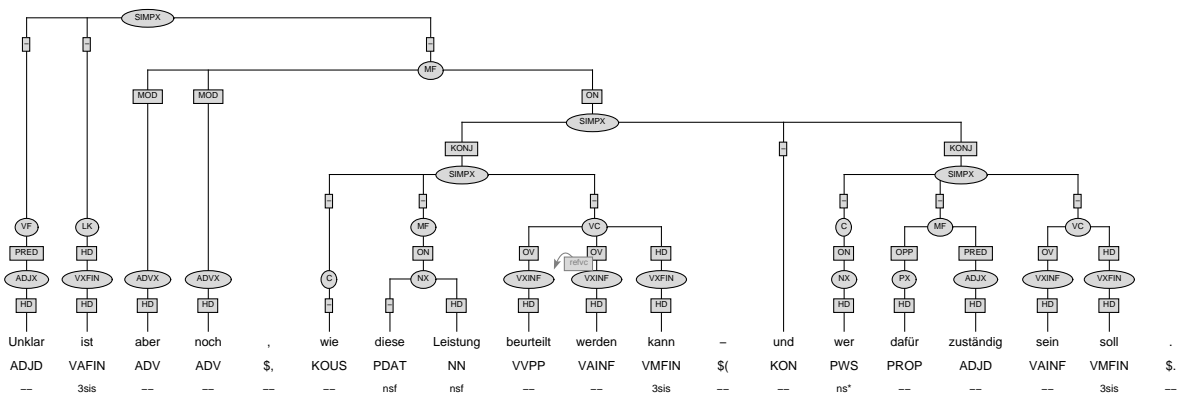 SIMPX
– – –
MF
MOD MOD ON
SIMPX
KONJ – KONJ
SIMPX SIMPX
– – – – – –
VF LK MF VC C MF VC
PRED HD ON OV OV HD ON OPP PRED OV HD
refvc
ADJX VXFIN ADVX ADVX C NX VXINF VXINF VXFIN NX PX ADJX VXINF VXFIN
HD HD HD HD – – HD HD HD HD HD HD HD HD HD
Unklar ist aber noch , wie diese Leistung beurteilt werden kann – und wer dafür zuständig sein soll .
ADJD VAFIN ADV ADV $, KOUS PDAT NN VVPP VAINF VMFIN $( KON PWS PROP ADJD VAINF VMFIN $.
–– 3sis –– –– –– –– nsf nsf –– –– 3sis –– –– ns* –– –– –– 3sis ––